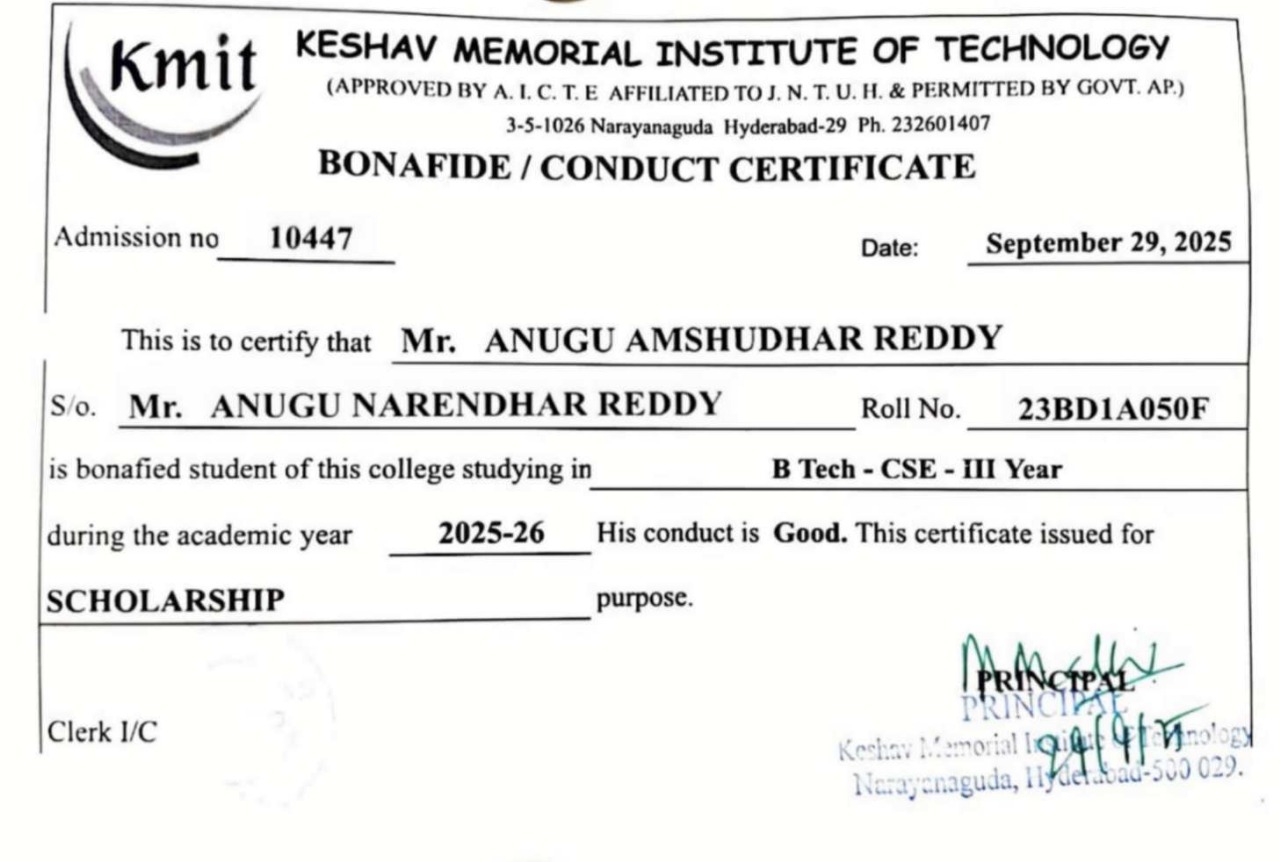 Kmit
KESHAV MEMORIAL INSTITUTE OF TECHNOLOGY
(APPROVED BY A. I. C. T. E AFFILIATED TO J. N. T. U. H. & PERMITTED BY GOVT. AP.)
3-5-1026 Narayanaguda Hyderabad-29 Ph. 232601407
BONAFIDE / CONDUCT CERTIFICATE
Admission no 10447 Date: September 29, 2025
This is to certify that Mr. ANUGU AMSHUDHAR REDDY
S/o. Mr. ANUGU NARENDHAR REDDY Roll No. 23BD1A050F
is bonafied student of this college studying in B Tech - CSE - III Year
during the academic year 2025-26 His conduct is Good. This certificate issued for
SCHOLARSHIP purpose.
PRINCIPAL
PRINCIPAL
Clerk I/C
Keshav Memorial Institute of Technology
Narayanaguda, Hyderabad-500 029.